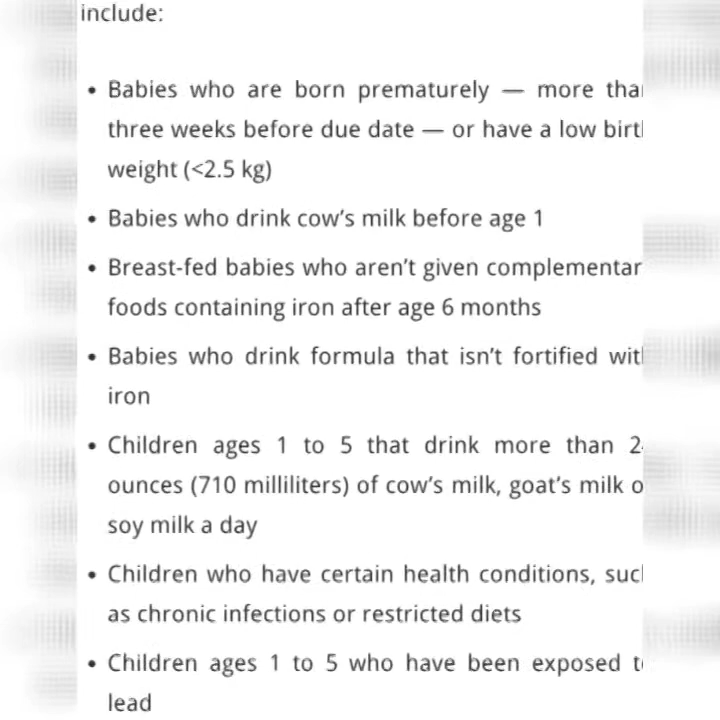 include:
• Babies who are born prematurely — more tha
three weeks before due date — or have a low birt
weight (<2.5 kg)
• Babies who drink cow's milk before age 1
• Breast-fed babies who aren't given complementar
foods containing iron after age 6 months
• Babies who drink formula that isn't fortified wit
iron
• Children ages 1 to 5 that drink more than 2
ounces (710 milliliters) of cow's milk, goat's milk o
soy milk a day
• Children who have certain health conditions, suc
as chronic infections or restricted diets
• Children ages 1 to 5 who have been exposed t
lead